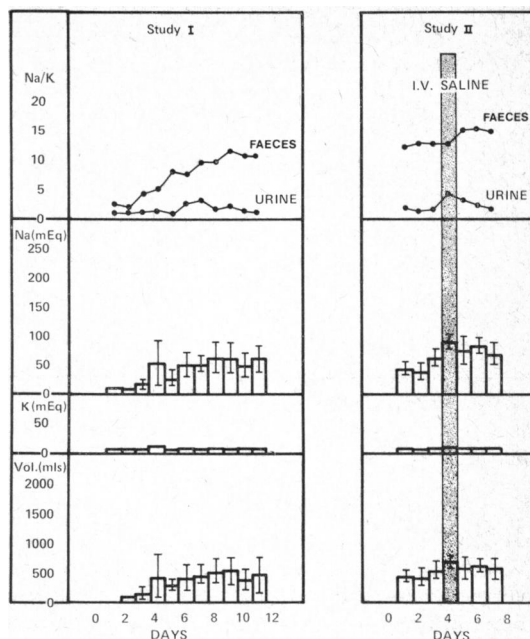 Study I
Study II
Na/K
20
15
10
5
0
FAECES
URINE
I.V. SALINE
FAECES
URINE
Na(mEq)
250
200
150
100
50
0
K(mEq)
50
0
Vol.(mls)
2000
1500
1000
500
0
0 2 4 6 8 10 12
DAYS
0 2 4 6 8
DAYS